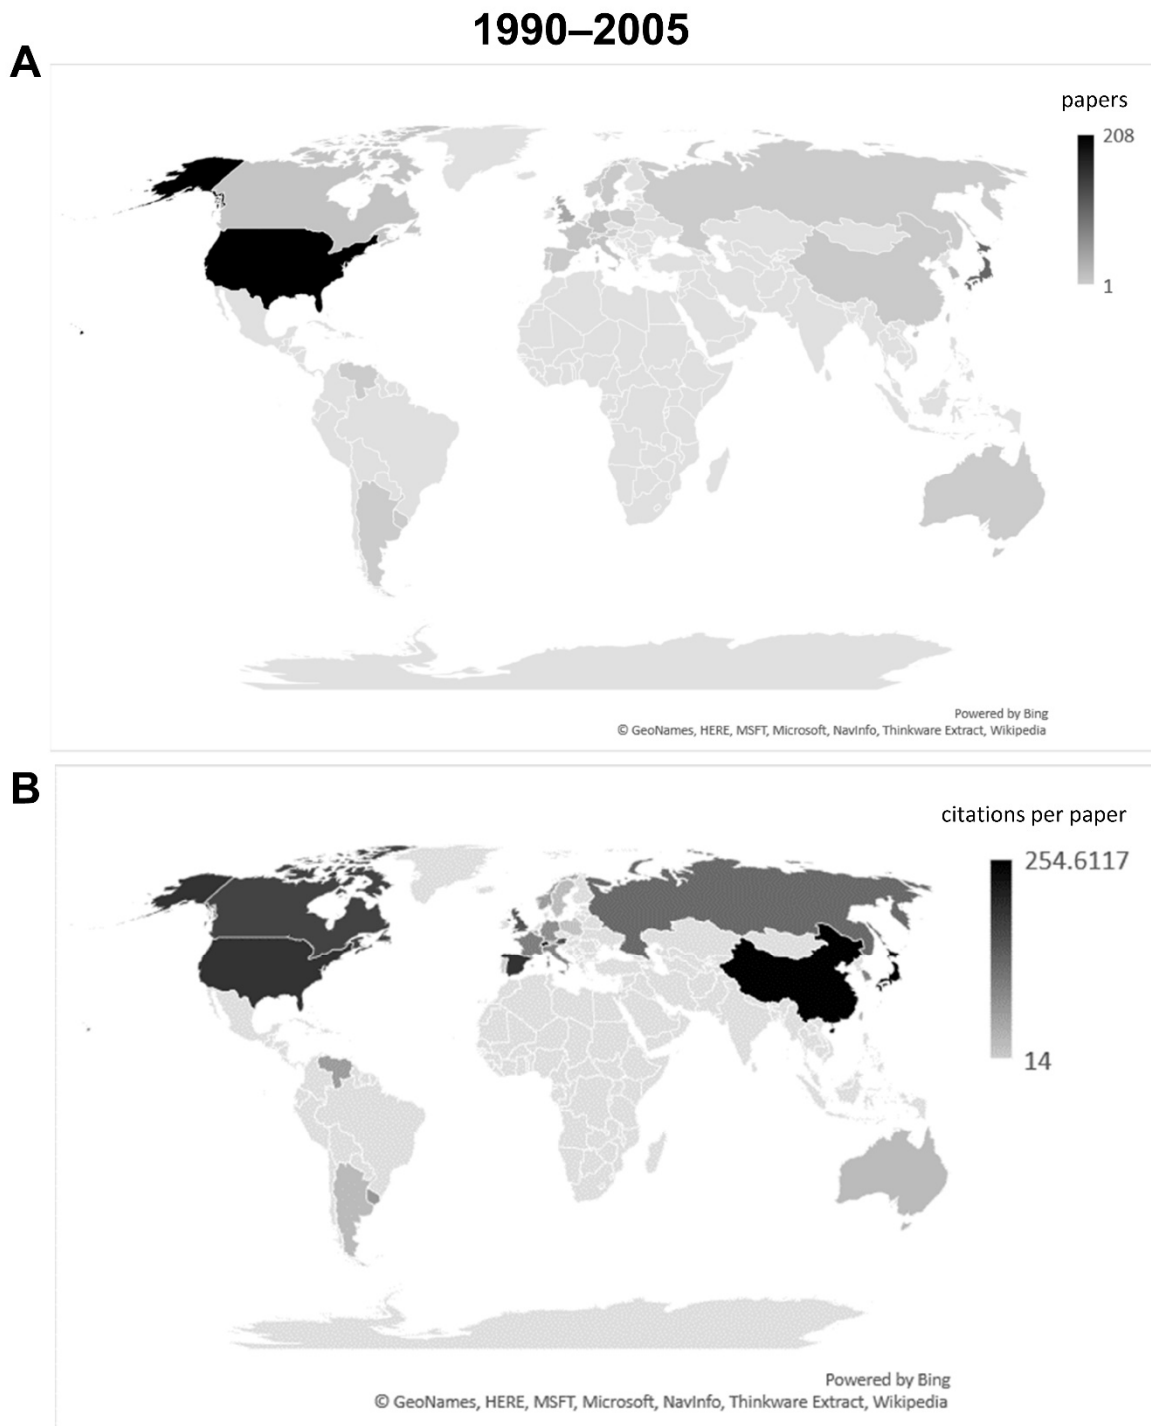 1990–2005
A
papers
208
1
Powered by Bing
© GeoNames, HERE, MSFT, Microsoft, NavInfo, Thinkware Extract, Wikipedia
B
citations per paper
254.6117
14
Powered by Bing
© GeoNames, HERE, MSFT, Microsoft, NavInfo, Thinkware Extract, Wikipedia